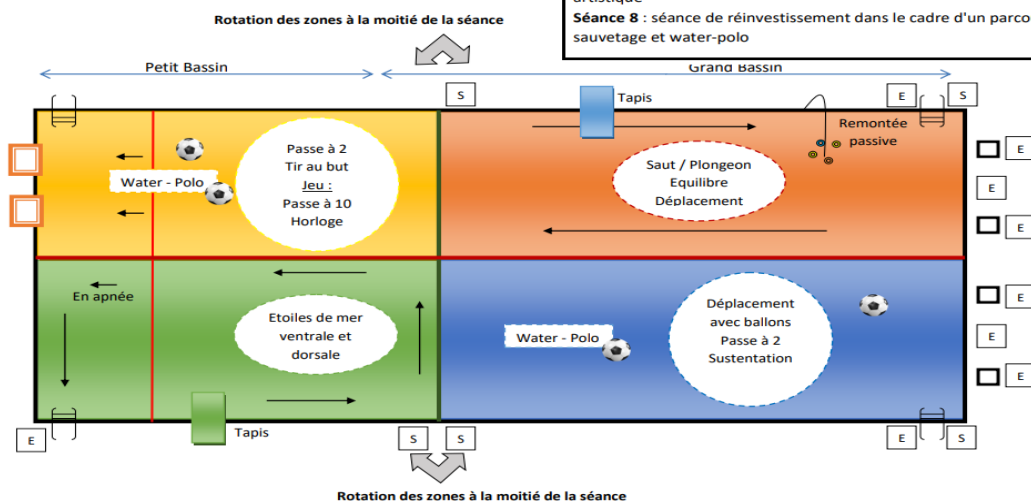 artistique
Séance 8 : séance de réinvestissement dans le cadre d'un parco
sauvetage et water-polo
Rotation des zones à la moitié de la séance
Petit Bassin
Grand Bassin
S
Tapis
E
S
Remontée
passive
Passe à 2
Tir au but
Jeu :
Passe à 10
Horloge
Water - Polo
Saut / Plongeon
Equilibre
Déplacement
E
E
E
En apnée
Etoiles de mer
ventrale et
dorsale
Water - Polo
Déplacement
avec ballons
Passe à 2
Sustentation
E
E
E
E
Tapis
S
S
E
S
Rotation des zones à la moitié de la séance